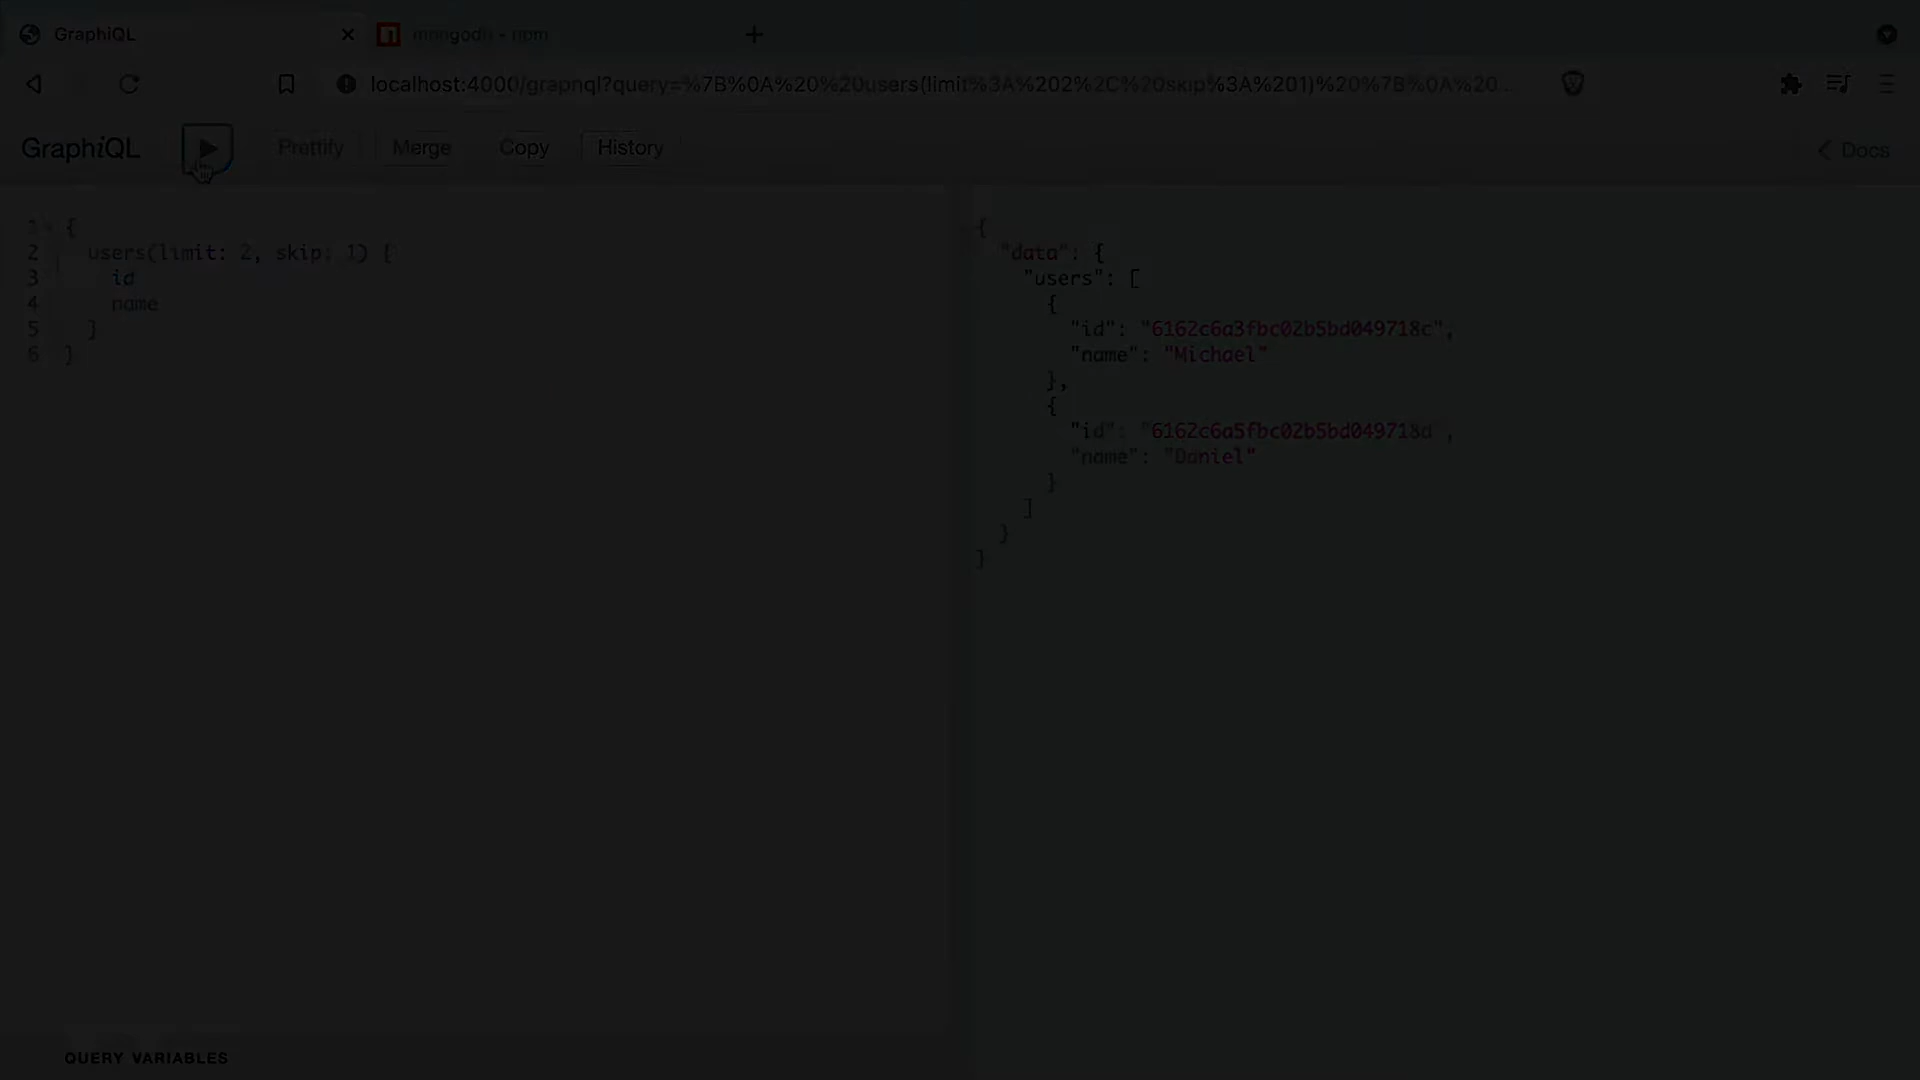 GraphiQL
mongodb - npm
localhost:4000/graphql?query=%7B%0A%20%20users(limit%3A%202%2C%20skip%3A%201)%20%7B%0A%20...
GraphiQL Prettify Merge Copy History Docs
1 {
2 users(limit: 2, skip: 1) {
3 id
4 name
5 }
6 }
{
"data": {
"users": [
{
"id": "6162c6a3fbc02b5bd049718c",
"name": "Michael"
},
{
"id": "6162c6a5fbc02b5bd049718d",
"name": "Daniel"
}
]
}
}
QUERY VARIABLES